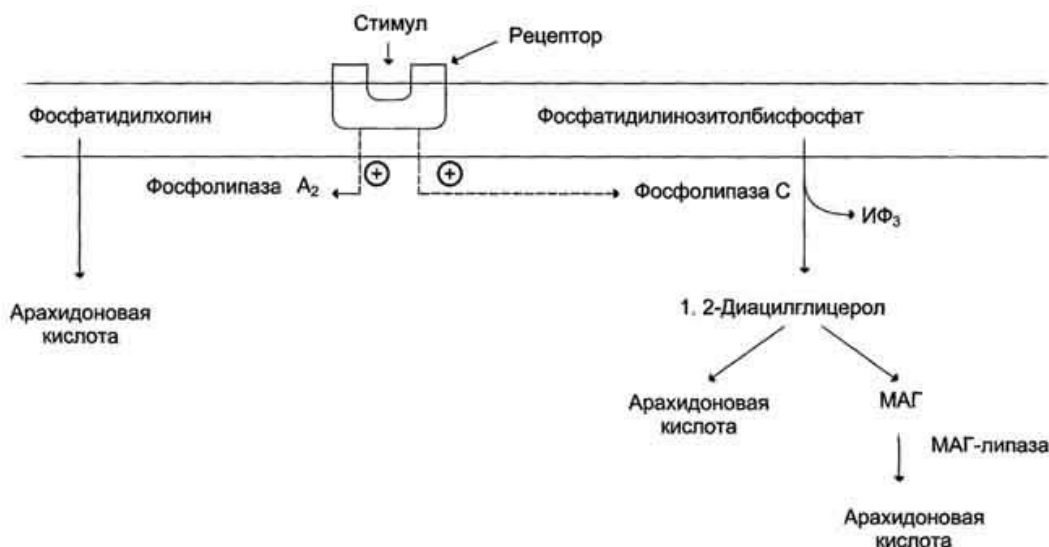 Стимул
Рецептор
Фосфатидилхолин
Фосфатидилинозитолбисфосфат
Фосфолипаза A₂
+
+
Фосфолипаза С
ИФ₃
Арахидоновая
кислота
1. 2-Диацилглицерол
Арахидоновая
кислота
МАГ
МАГ-липаза
Арахидоновая
кислота